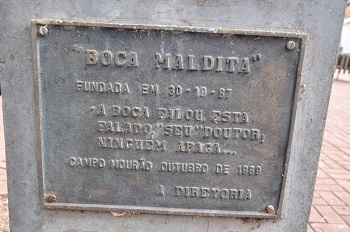 "BOCA MALDITA"
FUNDADA EM 30-10-87
"A BOCA FALOU, ESTA
FALADO, "SEU" DOUTOR,
NINGUÉM APAGA...
CAMPO MOURÃO OUTUBRO DE 1989
A DIRETORIA